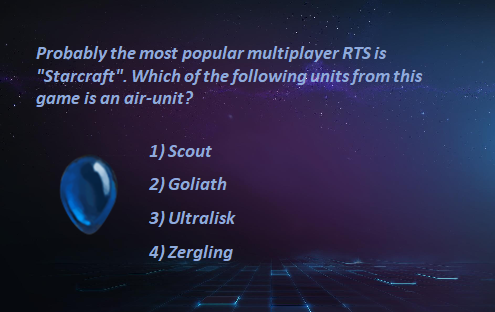 Probably the most popular multiplayer RTS is
"Starcraft". Which of the following units from this
game is an air-unit?
1) Scout
2) Goliath
3) Ultralisk
4) Zergling